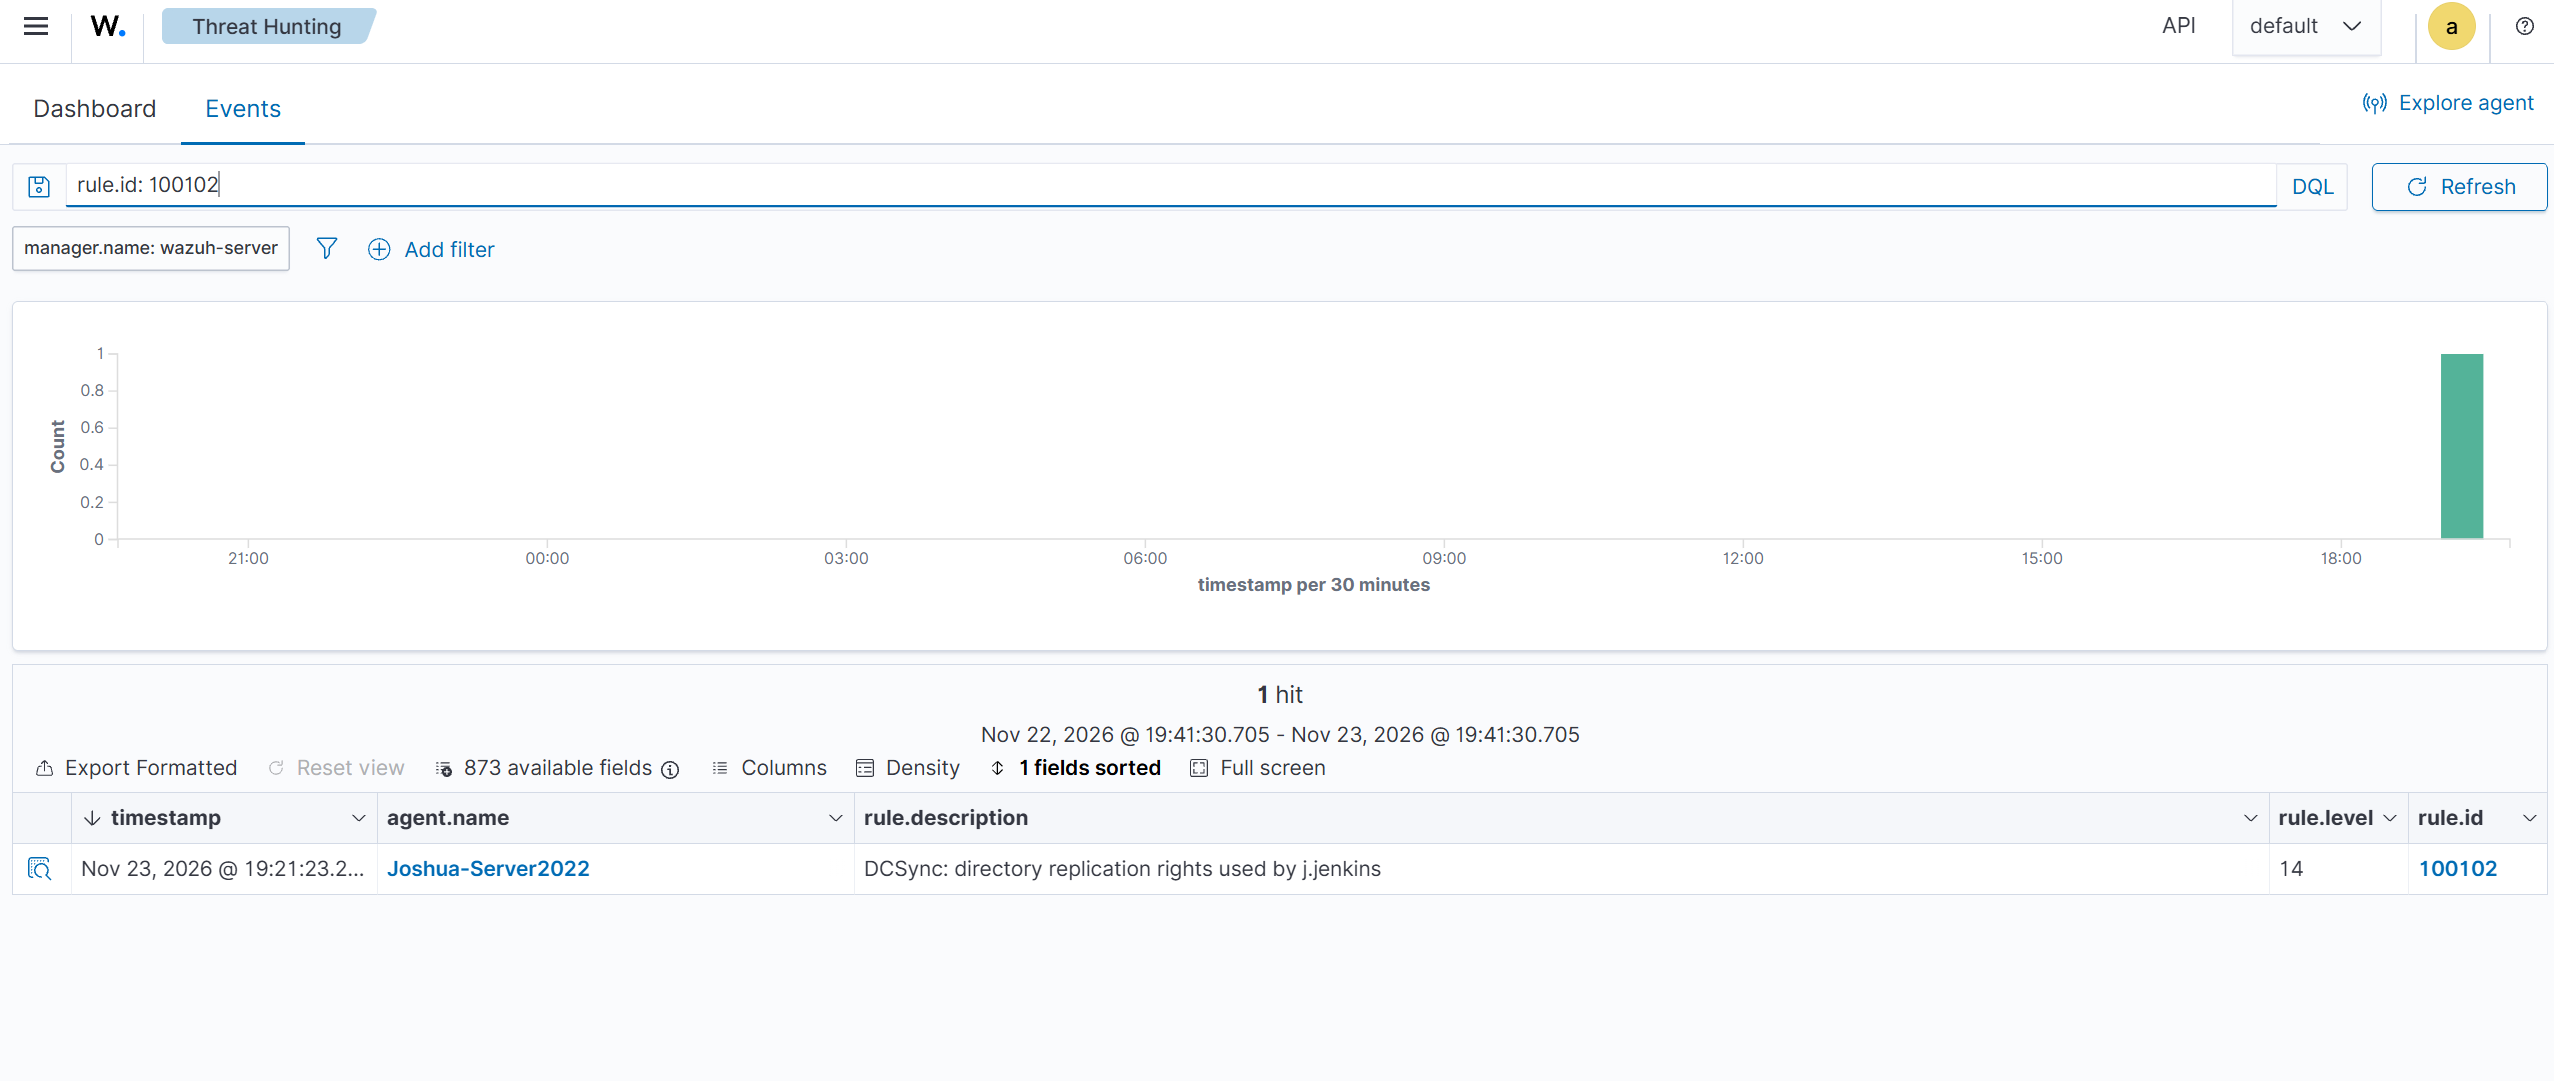 W. Threat Hunting API default a
Dashboard Events Explore agent
rule.id: 100102 DQL Refresh
manager.name: wazuh-server Add filter
1
0.8
0.6
0.4
0.2
0
Count
21:00 00:00 03:00 06:00 09:00 12:00 15:00 18:00
timestamp per 30 minutes
1 hit
Nov 22, 2026 @ 19:41:30.705 - Nov 23, 2026 @ 19:41:30.705
Export Formatted Reset view 873 available fields Columns Density 1 fields sorted Full screen
timestamp agent.name rule.description rule.level rule.id
Nov 23, 2026 @ 19:21:23.2... Joshua-Server2022 DCSync: directory replication rights used by j.jenkins 14 100102